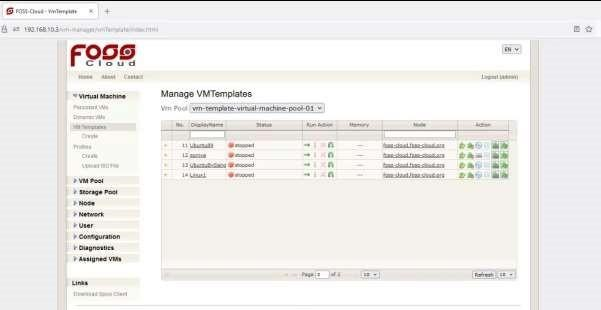 FOSS-Cloud - VmTemplate
192.168.10.3/vm-manager/vmTemplate/index.html
FOSS
Cloud
EN
Home About Contact
Logout (admin)
Virtual Machine
Persistent VMs
Dynamic VMs
VM Templates
Create
Profiles
Create
Upload ISO File
VM Pool
Storage Pool
Node
Network
User
Configuration
Diagnostics
Assigned VMs
Links
Download Spice Client
Manage VMTemplates
Vm Pool vm-template-virtual-machine-pool-01
No. DisplayName Status Run Action Memory Node Action
11 stopped --- foss-cloud.foss-cloud.org
12 stopped --- foss-cloud.foss-cloud.org
13 stopped --- foss-cloud.foss-cloud.org
14 Linux1 stopped --- foss-cloud.foss-cloud.org
Page of 2 10
Refresh 10